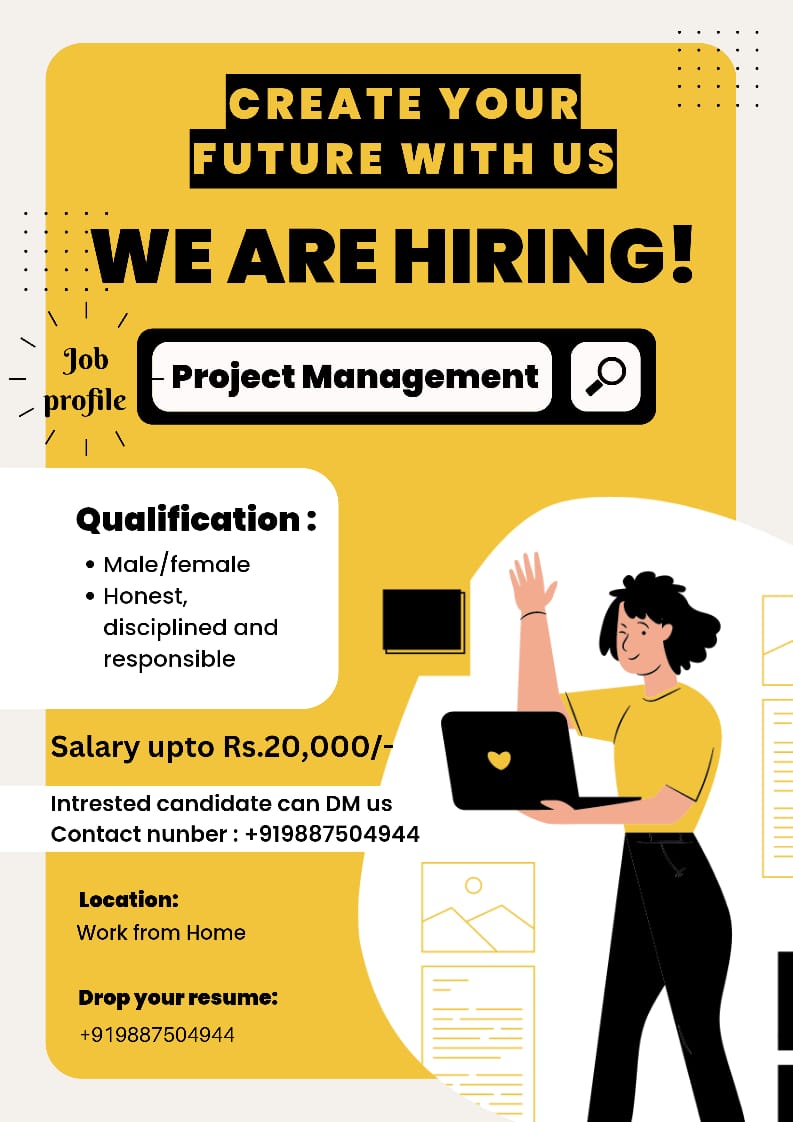 CREATE YOUR
FUTURE WITH US
WE ARE HIRING!
Job
profile
Project Management
Qualification :
• Male/female
• Honest,
disciplined and
responsible
Salary upto Rs.20,000/-
Intrested candidate can DM us
Contact nunber : +919887504944
Location:
Work from Home
Drop your resume:
+919887504944